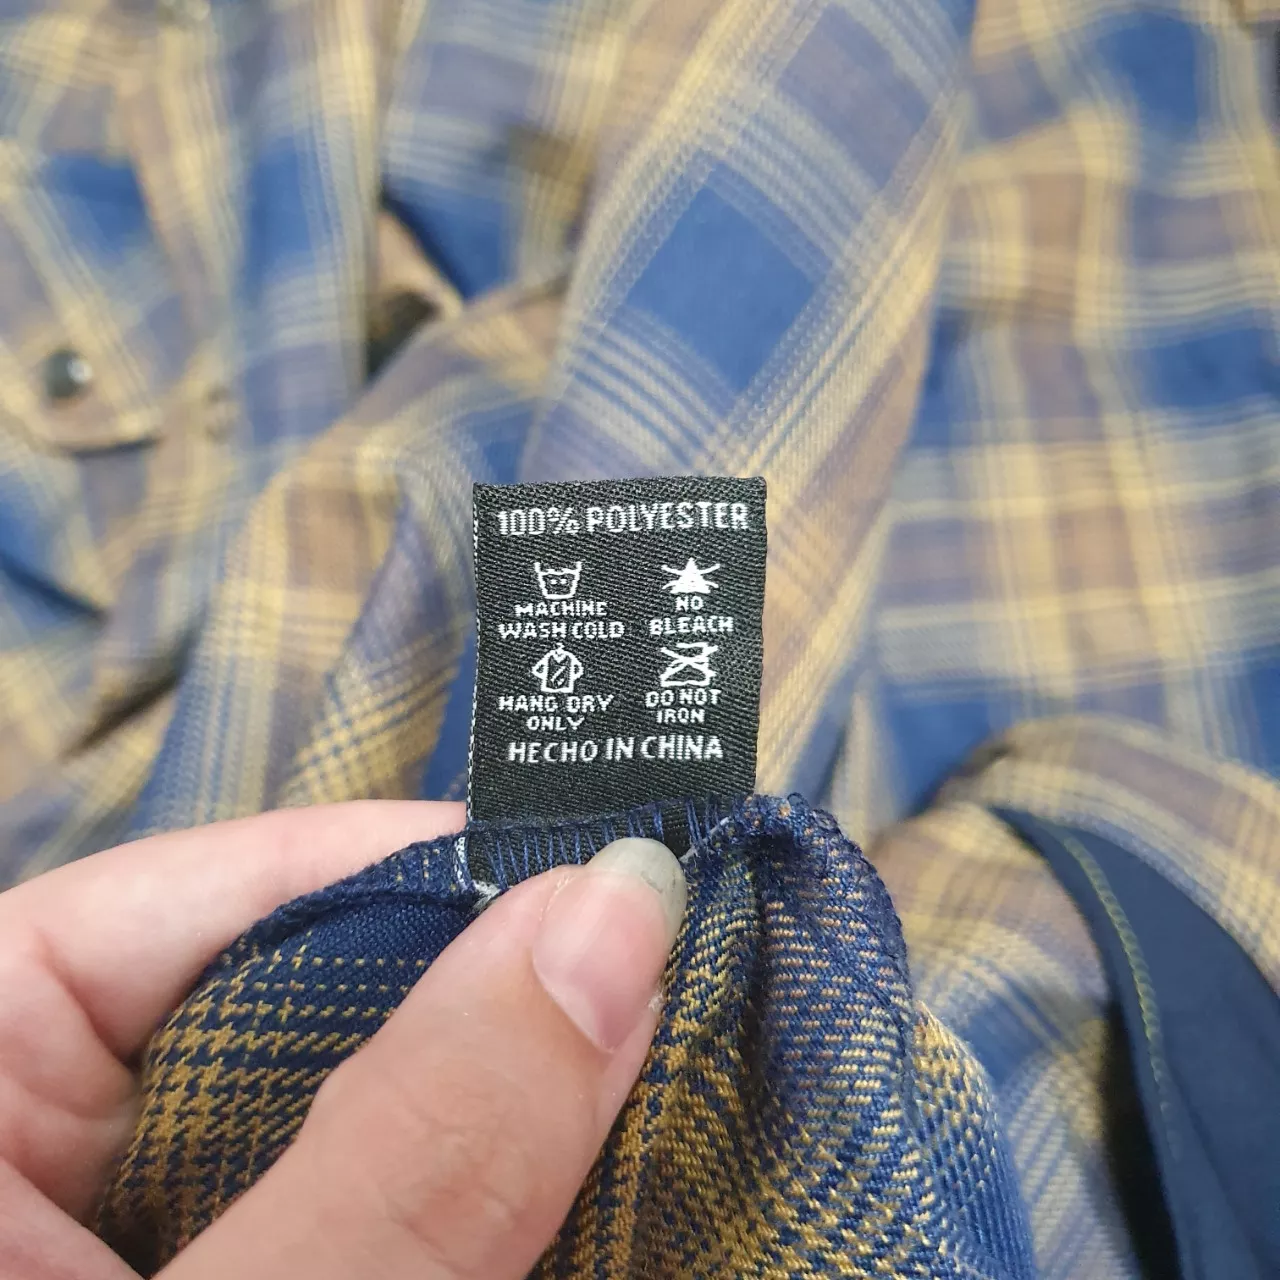 100% POLYESTER
MACHINE
WASH COLD
NO
BLEACH
HANG DRY
ONLY
DO NOT
IRON
HECHO IN CHINA